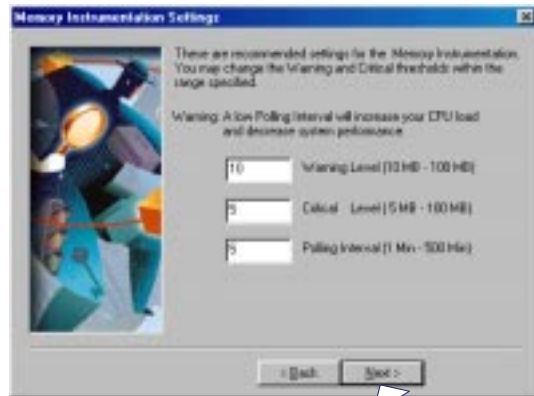 Memory Instrumentation Settings
These are recommended settings for the Memory Instrumentation.
You may change the Warning and Critical thresholds within the
range specified.
Warning: A low Polling Interval will increase your CPU load
and decrease system performance
10 Warning Level (10 MB - 100 MB)
5 Critical Level (5 MB - 100 MB)
5 Polling Interval (1 Min - 500 Min)
< Back
Next >